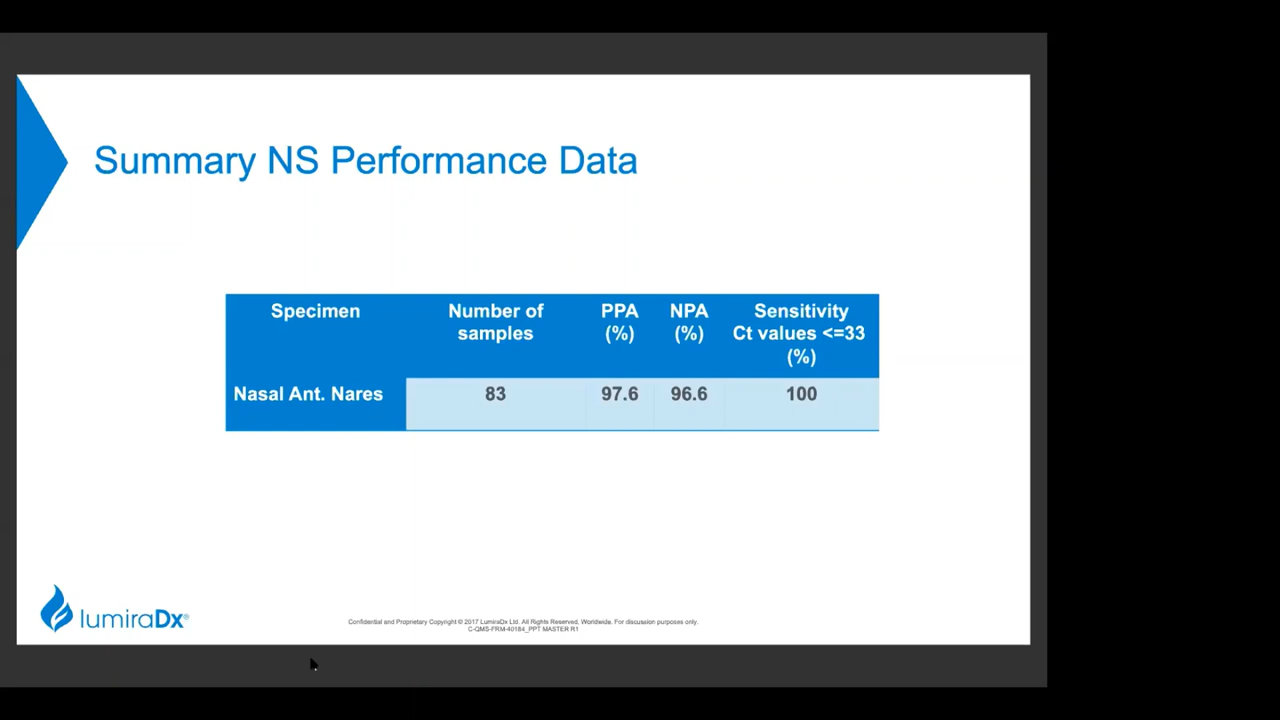 Summary NS Performance Data
Specimen
Number of
samples
PPA
(%)
NPA
(%)
Sensitivity
Ct values <=33
(%)
Nasal Ant. Nares
83
97.6
96.6
100
lumiraDx®
Confidential and Proprietary Copyright © 2017 LumiraDx Ltd. All Rights Reserved, Worldwide. For discussion purposes only.
C-QMS-FRM-40184_PPT MASTER R1